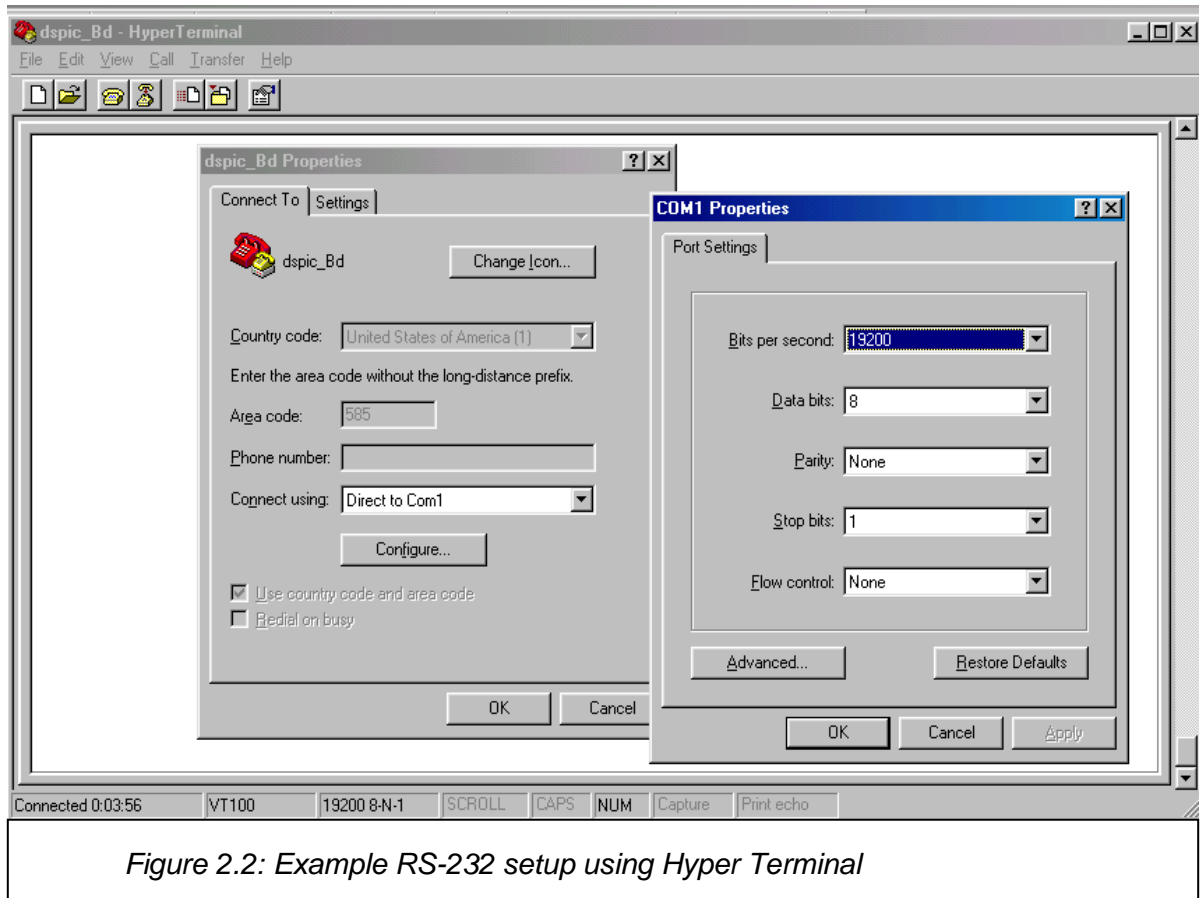 dspic_Bd - HyperTerminal
File Edit View Call Transfer Help
dspic_Bd Properties
Connect To Settings
dspic_Bd
Change Icon...
Country code: United States of America (1)
Enter the area code without the long-distance prefix.
Area code: 585
Phone number:
Connect using: Direct to Com1
Configure...
Use country code and area code
Redial on busy
OK Cancel
COM1 Properties
Port Settings
Bits per second: 19200
Data bits: 8
Parity: None
Stop bits: 1
Flow control: None
Advanced... Restore Defaults
OK Cancel Apply
Connected 0:03:56 VT100 19200 8-N-1 SCROLL CAPS NUM Capture Print echo
Figure 2.2: Example RS-232 setup using Hyper Terminal